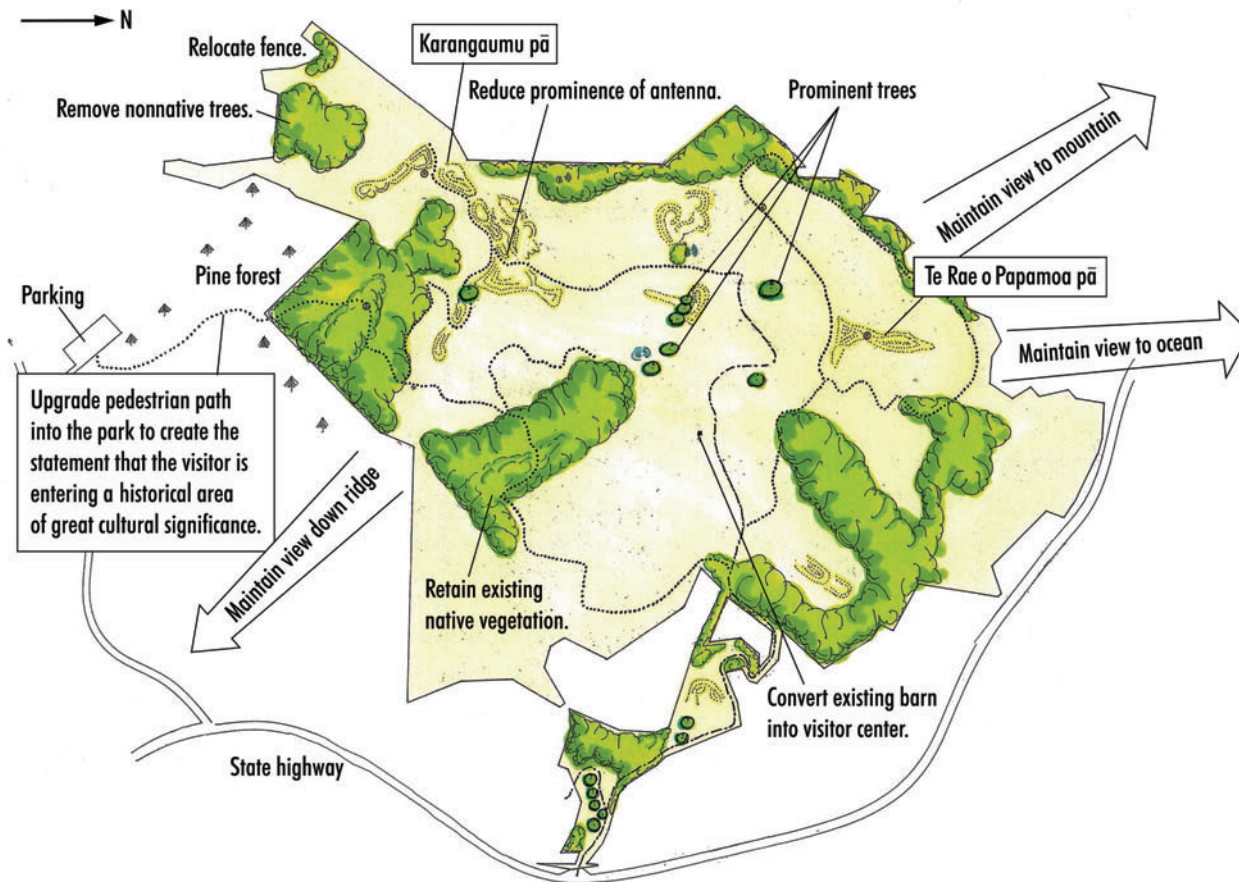 N
Relocate fence.
Karangaumu pā
Remove nonnative trees.
Reduce prominence of antenna.
Prominent trees
Maintain view to mountain
Te Rae o Papamoa pā
Maintain view to ocean
Pine forest
Parking
Upgrade pedestrian path
into the park to create the
statement that the visitor is
entering a historical area
of great cultural significance.
Maintain view down ridge
Retain existing
native vegetation.
Convert existing barn
into visitor center.
State highway